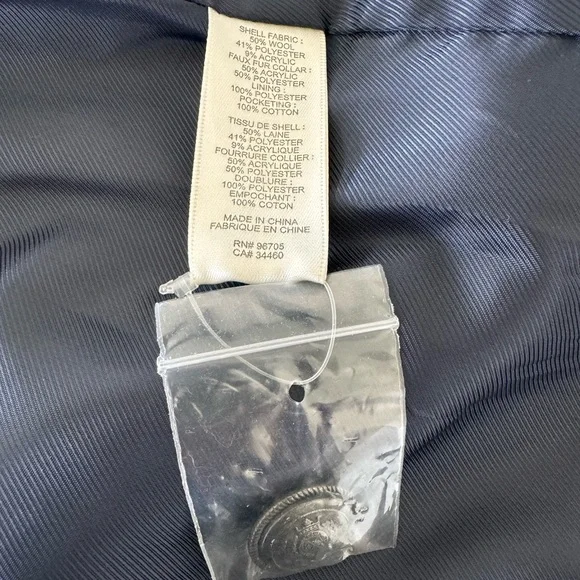 SHELL FABRIC :
50% WOOL
41% POLYESTER
9% ACRYLIC
FAUX FUR COLLAR :
50% ACRYLIC
50% POLYESTER
LINING :
100% POLYESTER
POCKETING :
100% COTTON
TISSU DE SHELL :
50% LAINE
41% POLYESTER
9% ACRYLIQUE
FOURRURE COLLIER :
50% ACRYLIQUE
50% POLYESTER
DOUBLURE :
100% POLYESTER
EMPOCHANT :
100% COTON
MADE IN CHINA
FABRIQUE EN CHINE
RN# 96705
CA# 34460